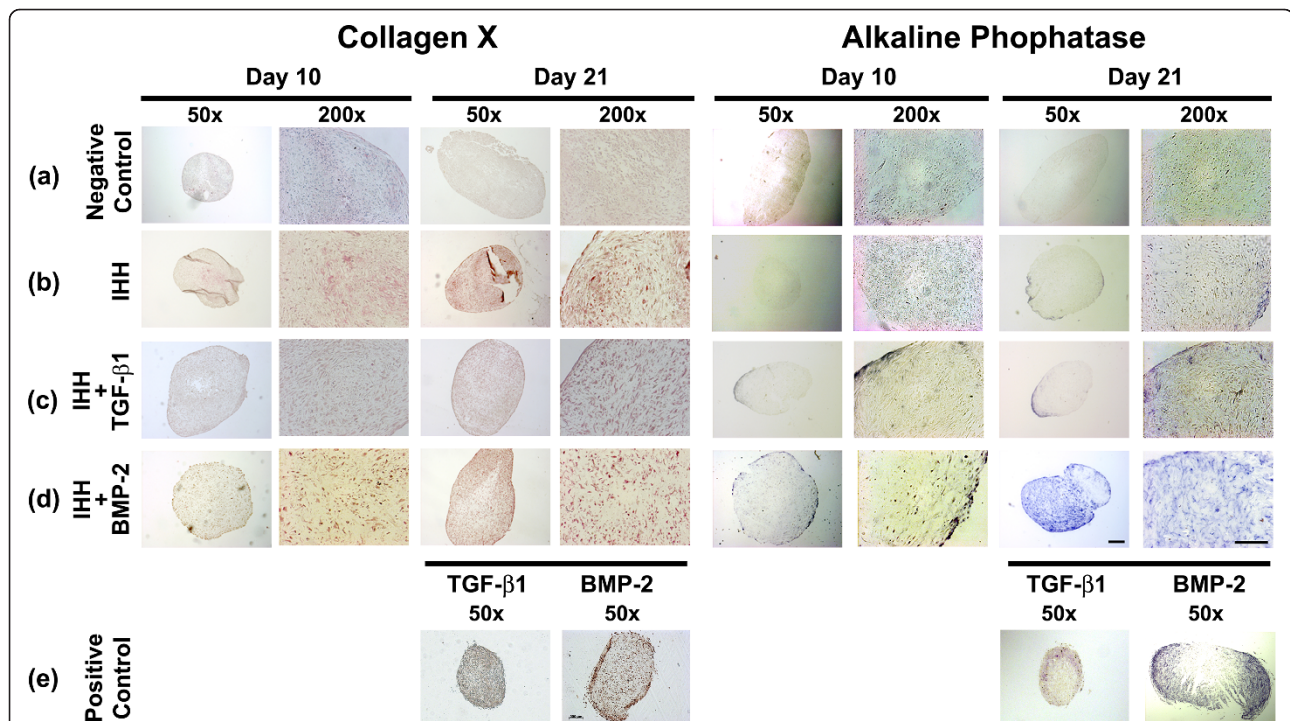 Collagen X Alkaline Phophatase
Day 10 Day 21 Day 10 Day 21
50x 200x 50x 200x 50x 200x 50x 200x
(a) Negative Control
(b) IHH
(c) IHH + TGF-β1
(d) IHH + BMP-2
TGF-β1 BMP-2 TGF-β1 BMP-2
50x 50x 50x 50x
(e) Positive Control